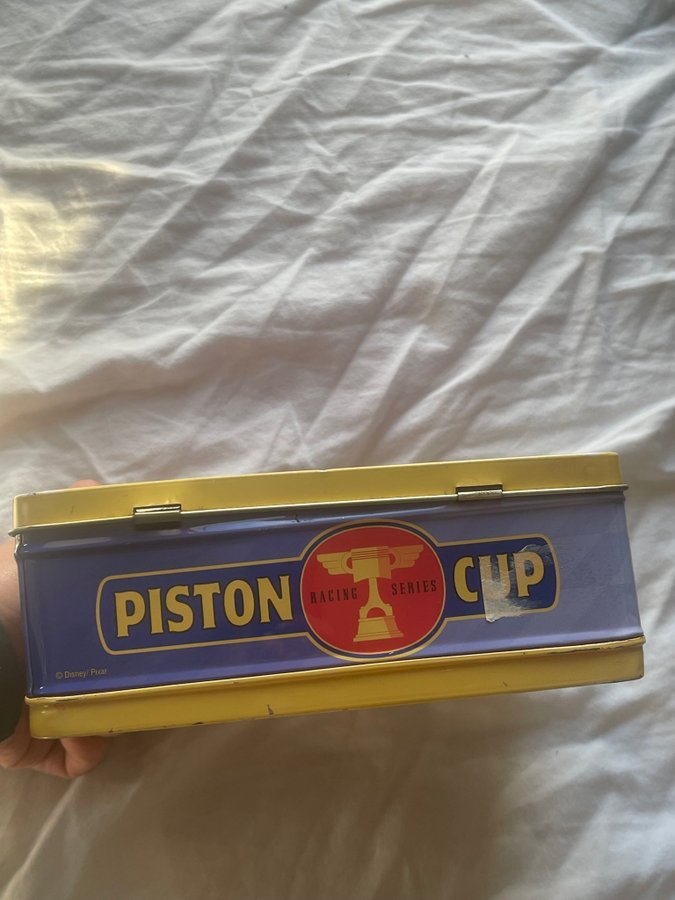 PISTON RACING SERIES CUP
© Disney/ Pixar